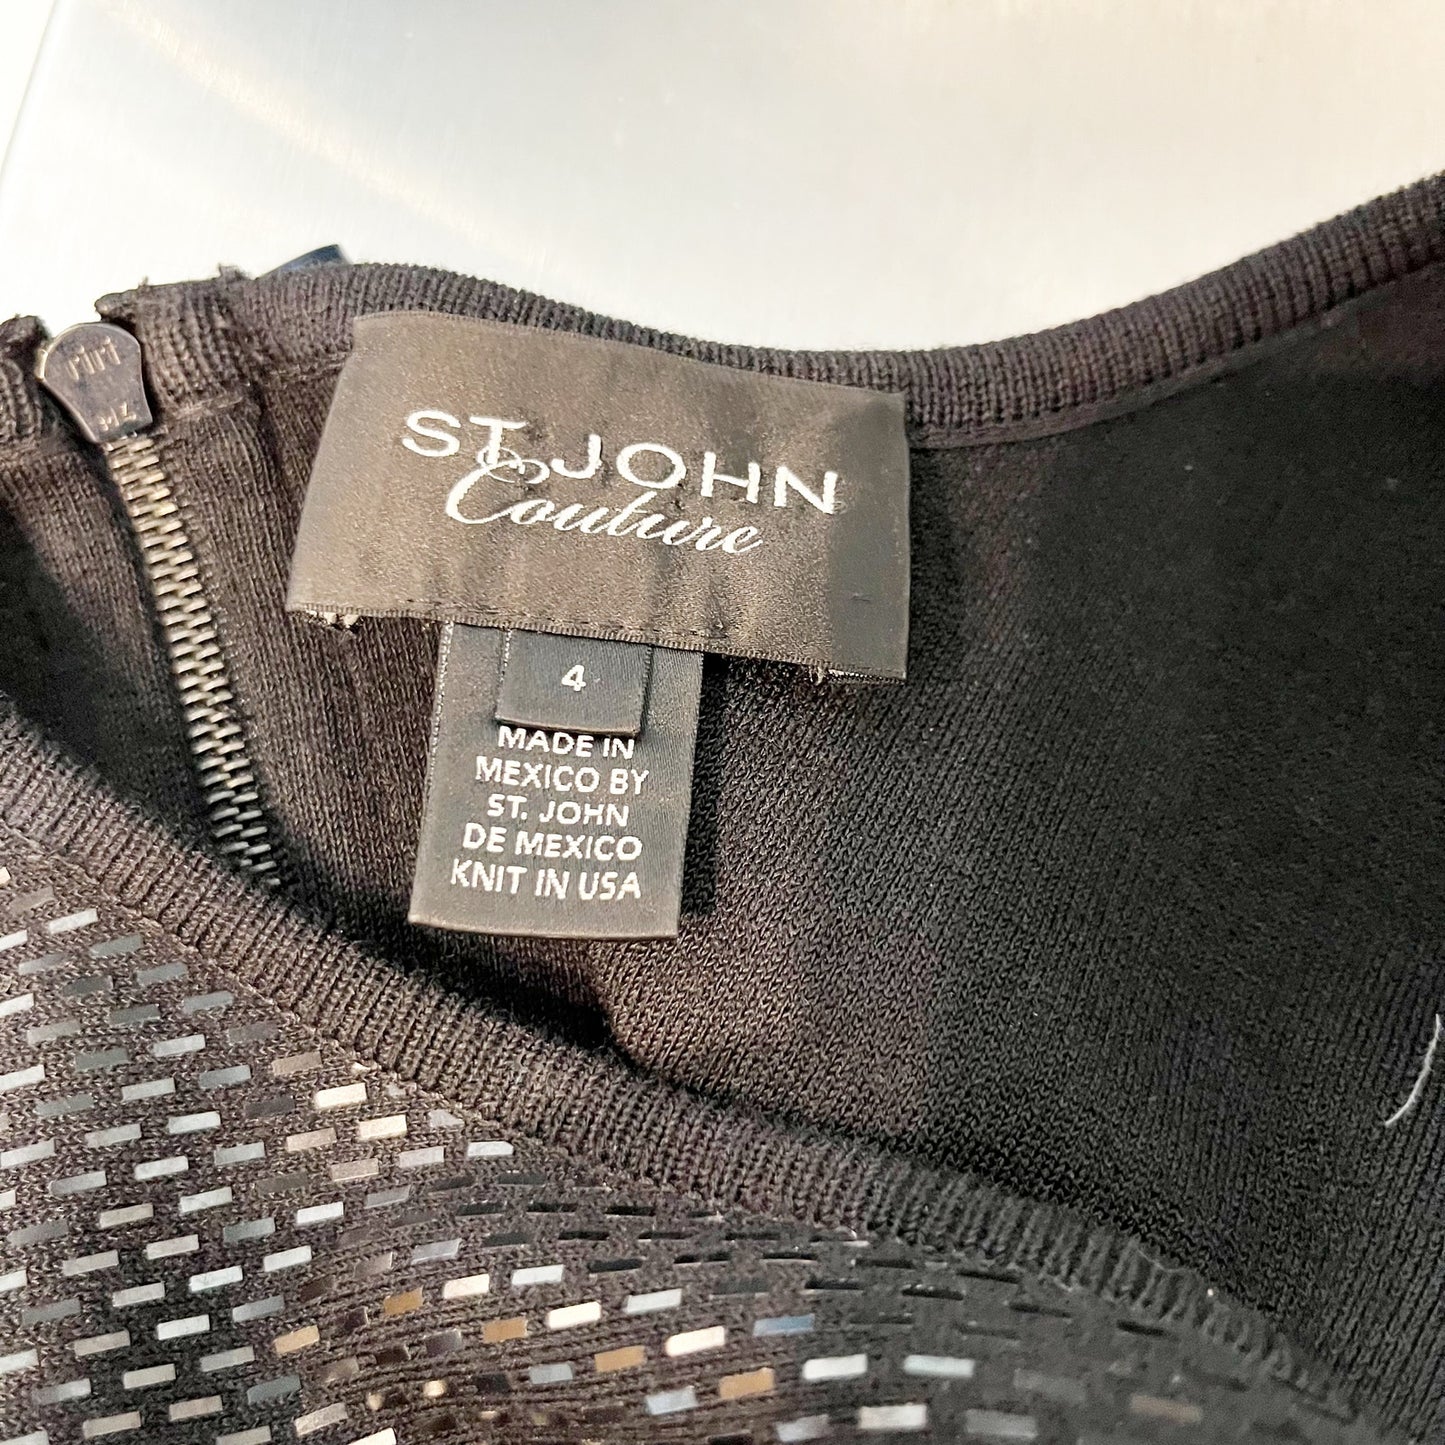 ST. JOHN
Couture
4
MADE IN
MEXICO BY
ST. JOHN
DE MEXICO
KNIT IN USA